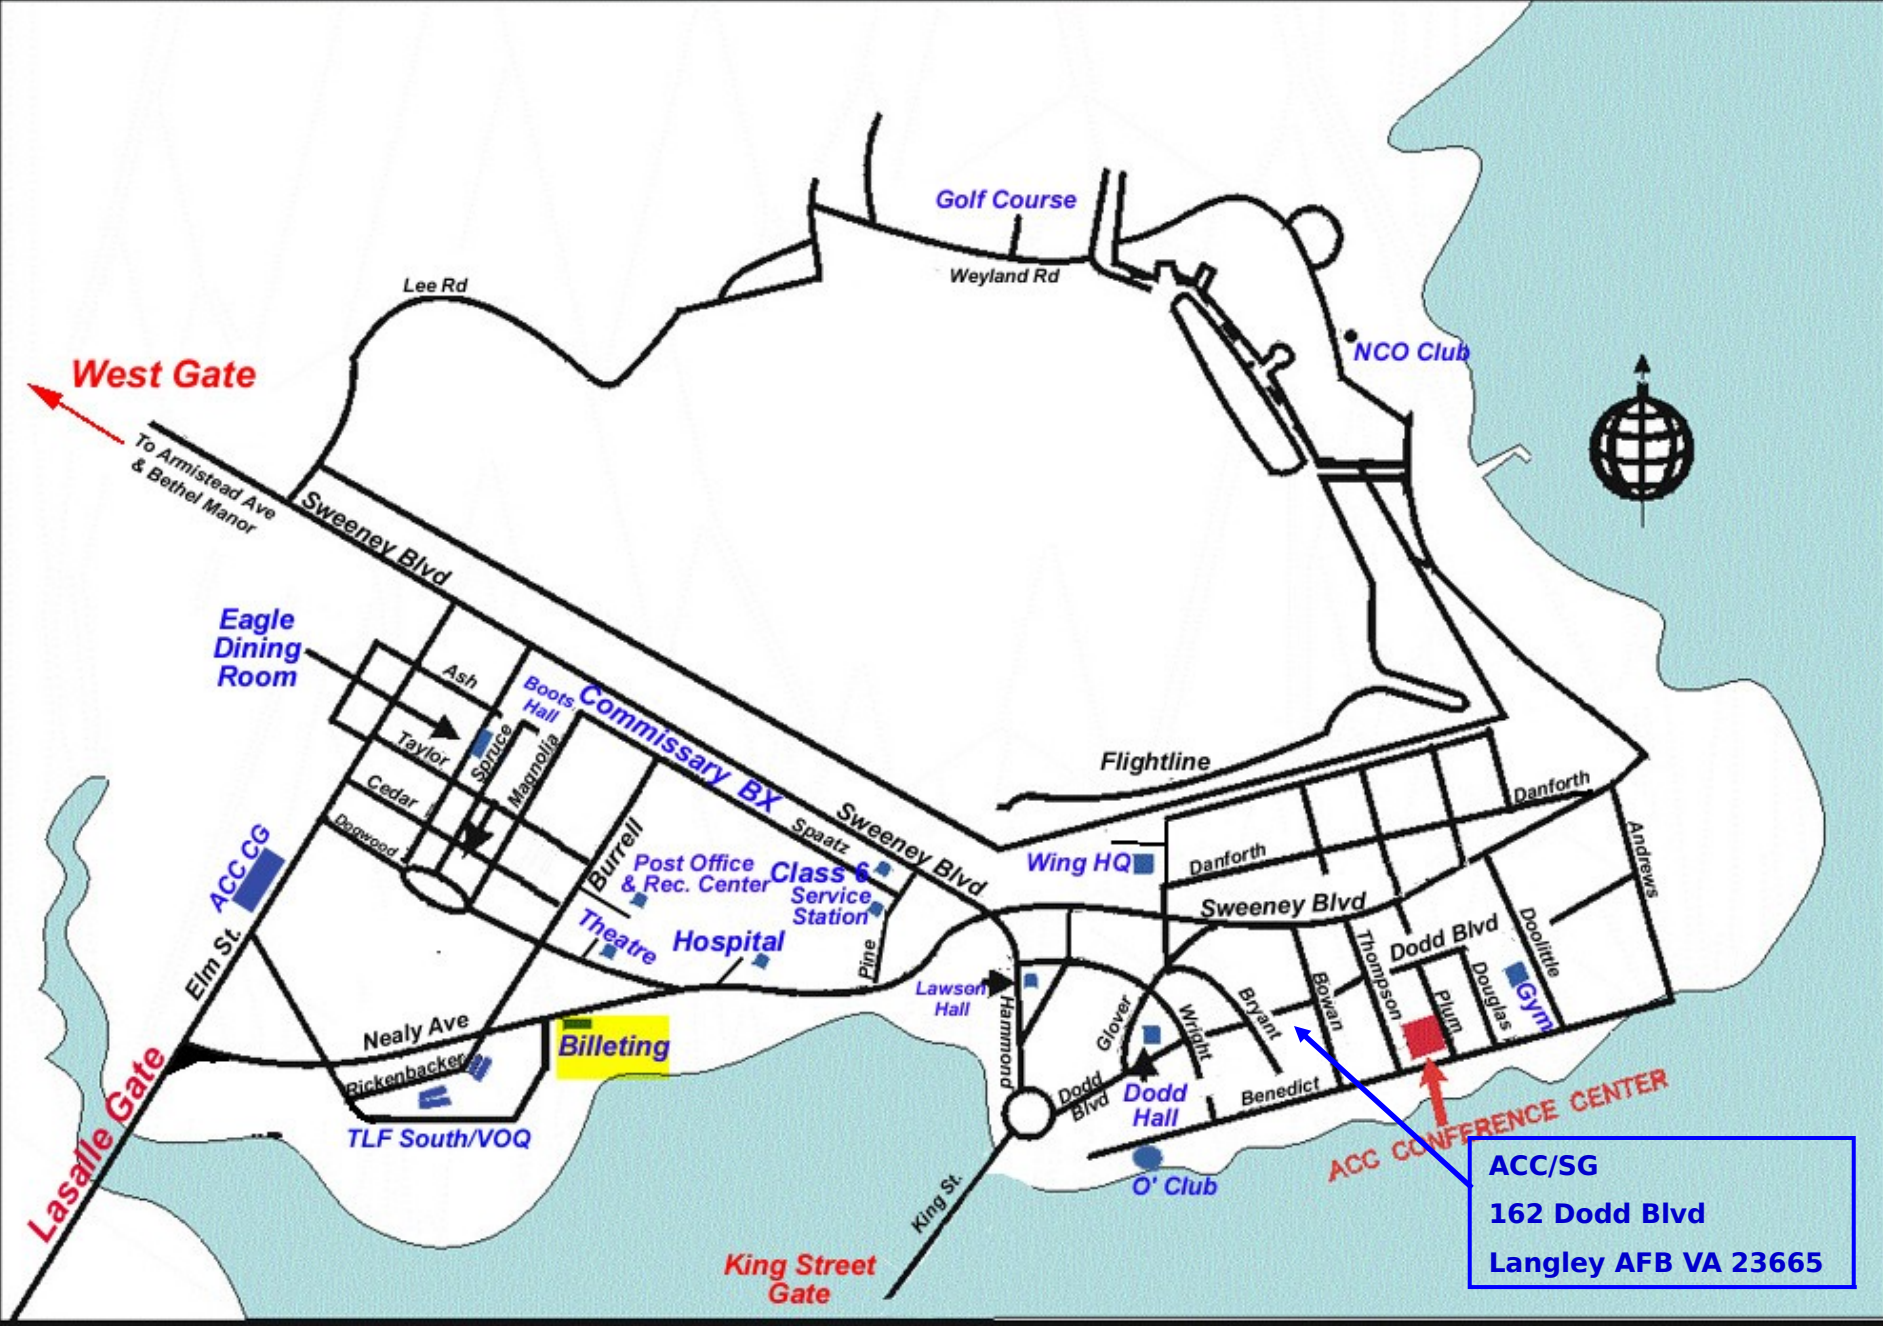 Golf Course
Weyland Rd
Lee Rd
NCO Club
West Gate
To Armistead Ave
& Bethel Manor
Sweeney Blvd
Eagle
Dining
Room
Ash
Boots
Hall
Commissary BX
Taylor
Spruce
Magnolia
Cedar
Dogwood
Burrell
Spaatz
Sweeney Blvd
Flightline
Wing HQ
Danforth
Danforth
Andrews
ACC CG
Post Office
& Rec. Center
Class 6
Service
Station
Theatre
Hospital
Pine
Sweeney Blvd
Dodd Blvd
Doolittle
Thompson
Elm St.
Lawson
Hall
Hammond
Glover
Wright
Bryant
Bowan
Plum
Douglas
Gym
Nealy Ave
Rickenbacker
Billeting
TLF South/VOQ
Dodd
Blvd
Dodd
Hall
Benedict
ACC CONFERENCE CENTER
O' Club
Lasalle Gate
King St.
King Street
Gate
ACC/SG
162 Dodd Blvd
Langley AFB VA 23665